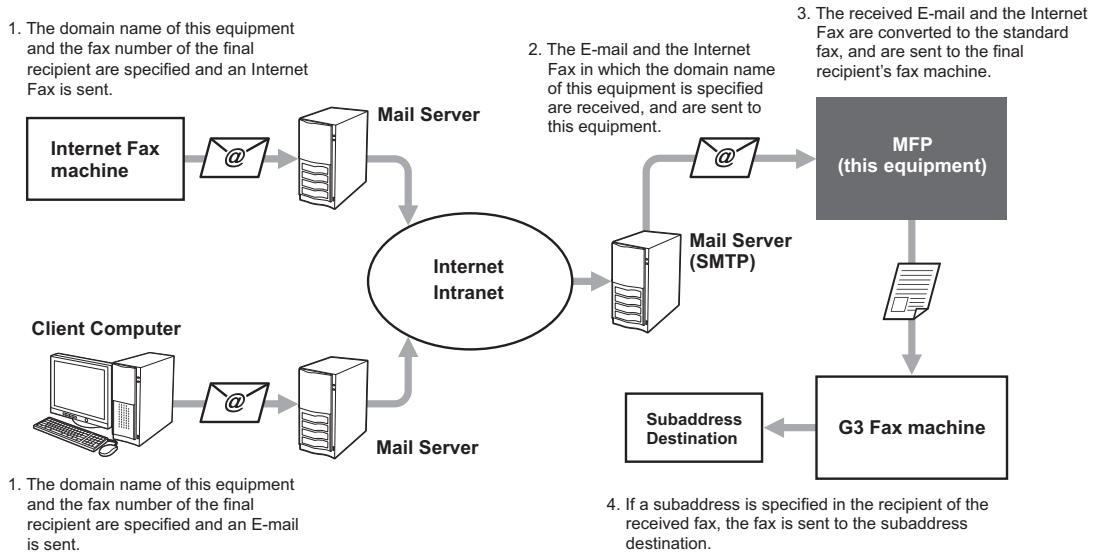 1. The domain name of this equipment
and the fax number of the final
recipient are specified and an Internet
Fax is sent.
2. The E-mail and the Internet
Fax in which the domain name
of this equipment is specified
are received, and are sent to
this equipment.
3. The received E-mail and the Internet
Fax are converted to the standard
fax, and are sent to the final
recipient's fax machine.
Internet Fax
machine
@
Mail Server
@
MFP
(this equipment)
Internet
Intranet
Mail Server
(SMTP)
Client Computer
@
Mail Server
Subaddress
Destination
G3 Fax machine
1. The domain name of this equipment
and the fax number of the final
recipient are specified and an E-mail
is sent.
4. If a subaddress is specified in the recipient of the
received fax, the fax is sent to the subaddress
destination.